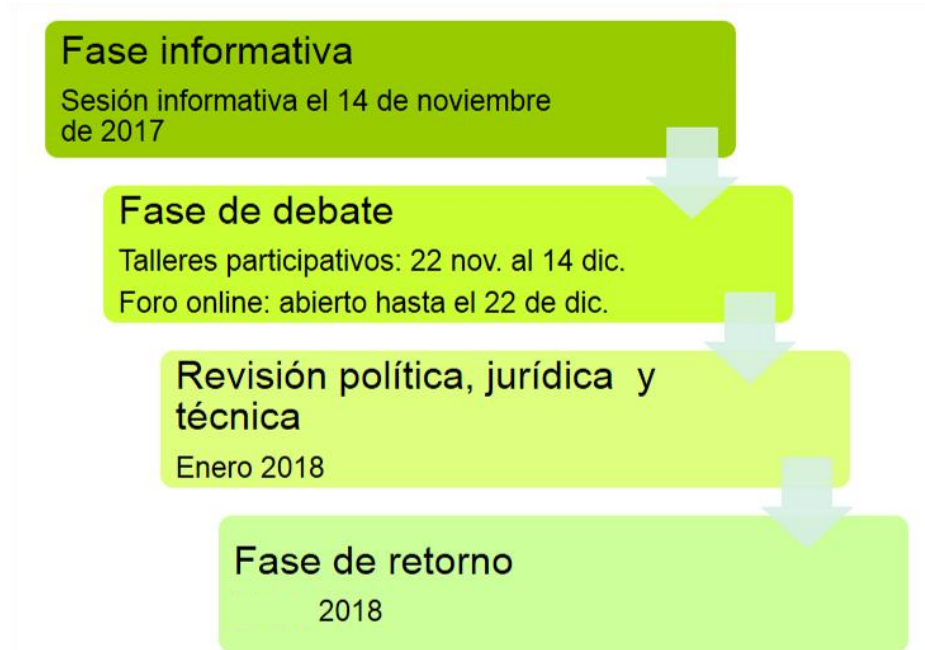 Fase informativa
Sesión informativa el 14 de noviembre
de 2017
Fase de debate
Talleres participativos: 22 nov. al 14 dic.
Foro online: abierto hasta el 22 de dic.
Revisión política, jurídica y
técnica
Enero 2018
Fase de retorno
2018